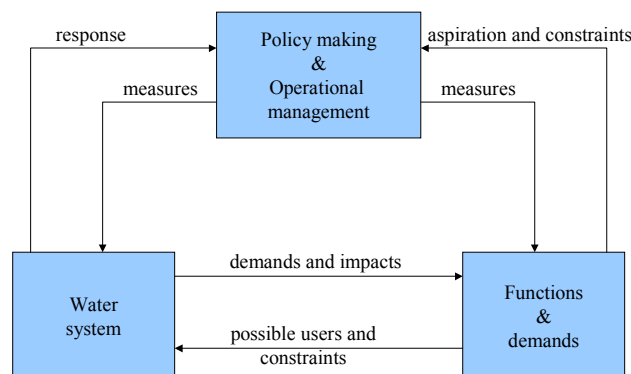 response
Policy making
&
Operational
management
aspiration and constraints
measures
measures
demands and impacts
Water
system
Functions
&
demands
possible users and
constraints